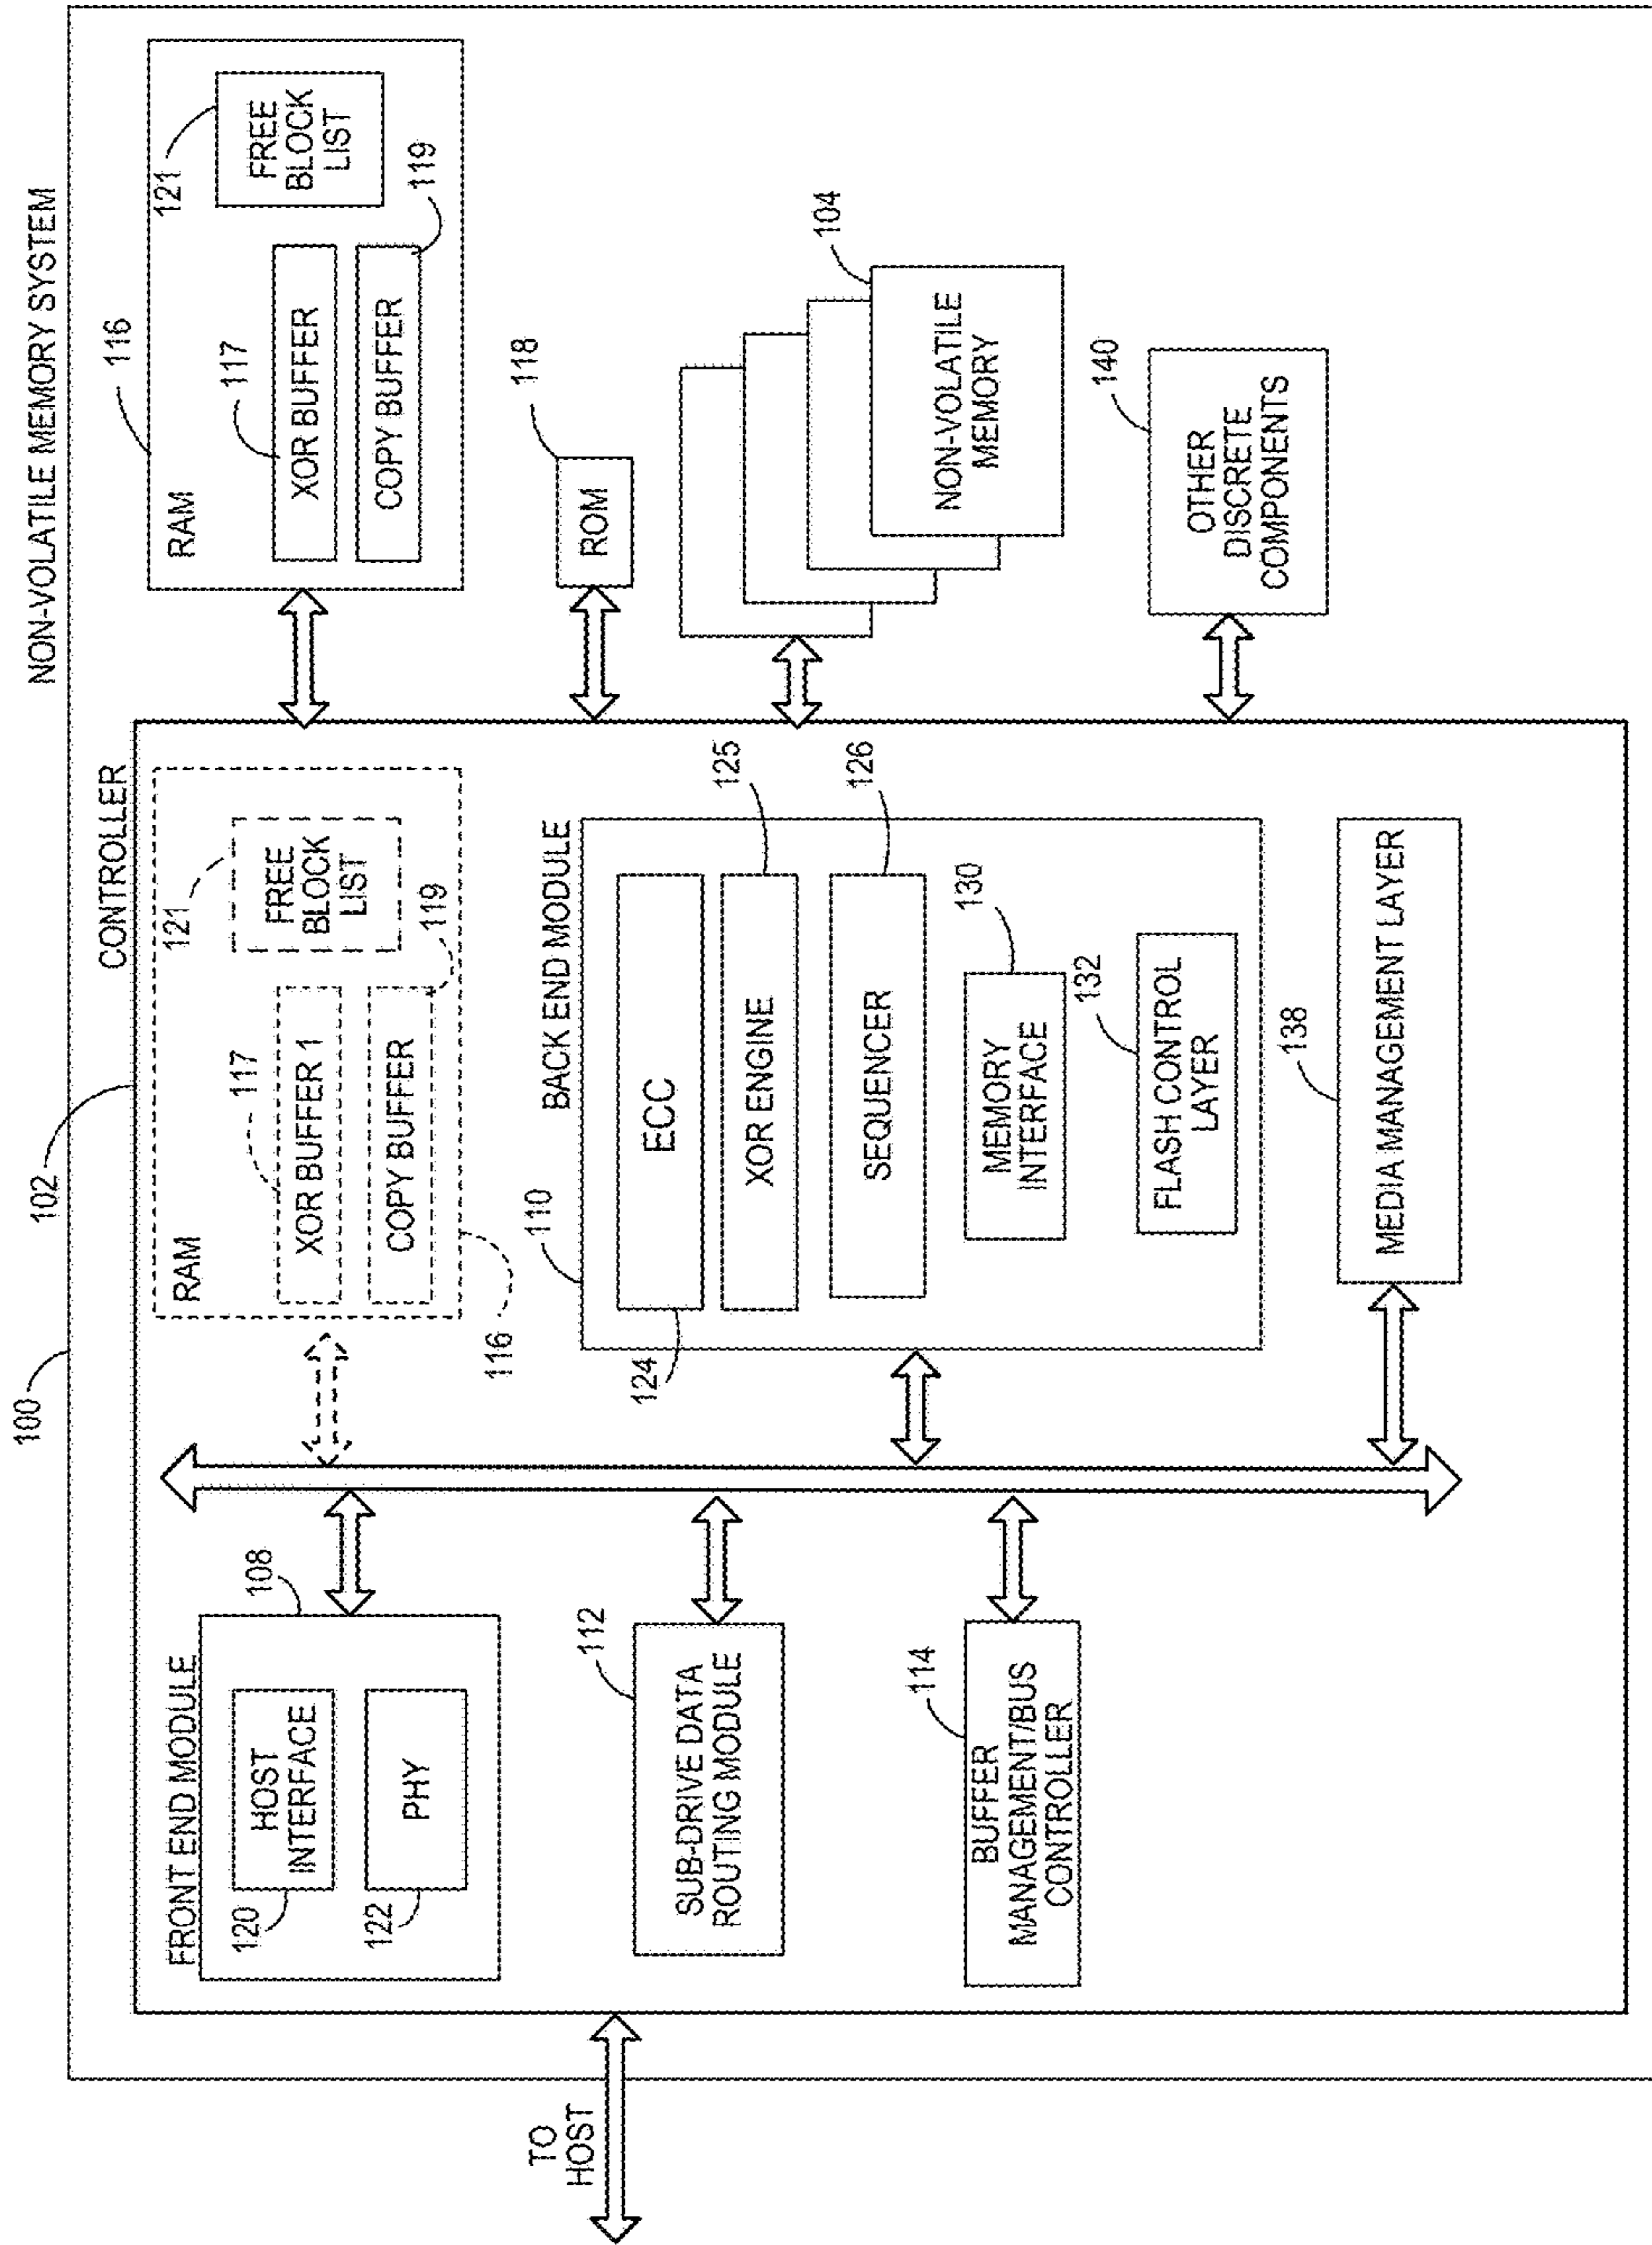 NON-VOLATILE MEMORY SYSTEM
100
102
CONTROLLER
TO
HOST
FRONT END MODULE
108
HOST
INTERFACE
120
PHY
122
SUB-DRIVE DATA
ROUTING MODULE
112
BUFFER
MANAGEMENT/BUS
CONTROLLER
114
RAM
116
117
XOR BUFFER 1
COPY BUFFER
119
121
FREE
BLOCK
LIST
BACK END MODULE
110
ECC
124
XOR ENGINE
125
SEQUENCER
126
MEMORY
INTERFACE
130
FLASH CONTROL
LAYER
132
MEDIA MANAGEMENT LAYER
138
RAM
116
117
XOR BUFFER
COPY BUFFER
119
121
FREE
BLOCK
LIST
118
ROM
104
NON-VOLATILE
MEMORY
140
OTHER
DISCRETE
COMPONENTS